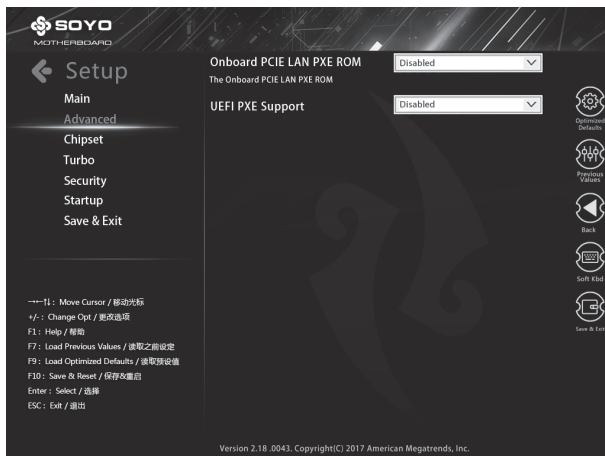 SOYO
MOTHERBOARD
Setup
Main
Advanced
Chipset
Turbo
Security
Startup
Save & Exit
→←↑↓: Move Cursor / 移动光标
+/-: Change Opt / 更改选项
F1: Help / 帮助
F7: Load Previous Values / 读取之前设定
F9: Load Optimized Defaults / 读取预设值
F10: Save & Reset / 保存&重启
Enter: Select / 选择
ESC: Exit / 退出
Onboard PCIE LAN PXE ROM
Disabled
The Onboard PCIE LAN PXE ROM
UEFI PXE Support
Disabled
Optimized
Defaults
Previous
Values
Back
Soft Kbd
Save & Exit
Version 2.18 .0043. Copyright(C) 2017 American Megatrends, Inc.